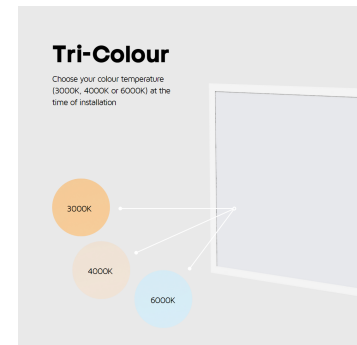 Tri-Colour
Choose your colour temperature
(3000K, 4000K or 6000K) at the
time of installation
3000K
4000K
6000K